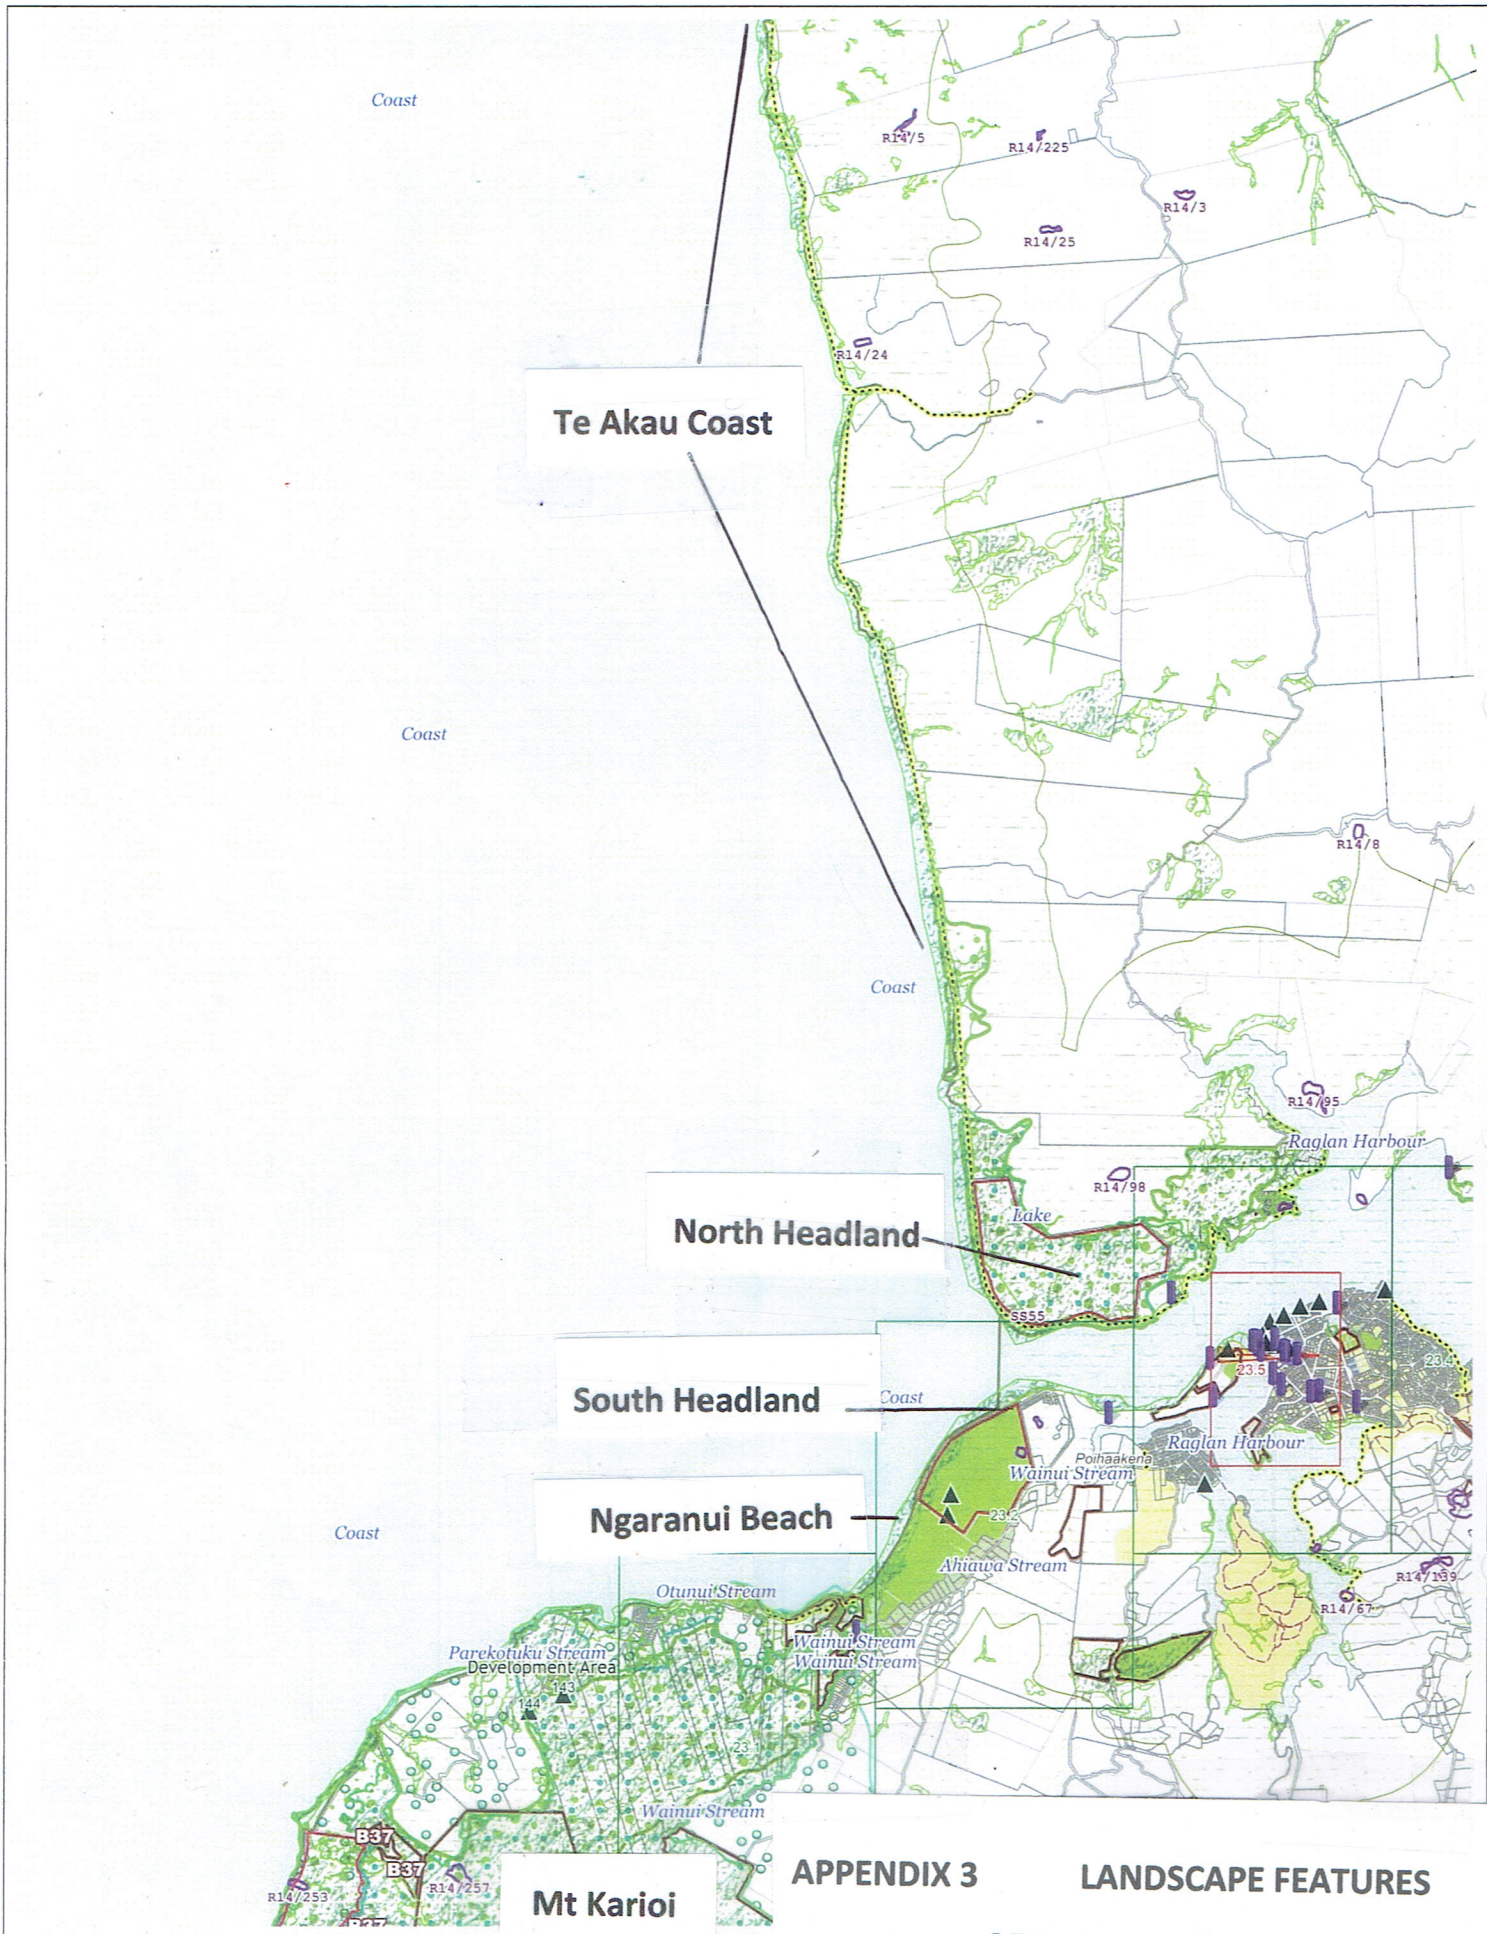 Coast
R14/5
R14/225
R14/3
R14/25
R14/24
Te Akau Coast
Coast
R14/8
Coast
R14/95
Raglan Harbour
R14/98
Lake
North Headland
SS55
23.5
23.4
South Headland
Coast
Raglan Harbour
Poihaakena
Wainui Stream
Ngaranui Beach
23.2
Coast
Ahiawa Stream
R14/139
Otunui Stream
R14/67
Wainui Stream
Parekotuku Stream
Wainui Stream
Development Area
143
144
23.1
Wainui Stream
B37
B37
R14/257
R14/253
B37
Mt Karioi
APPENDIX 3
LANDSCAPE FEATURES